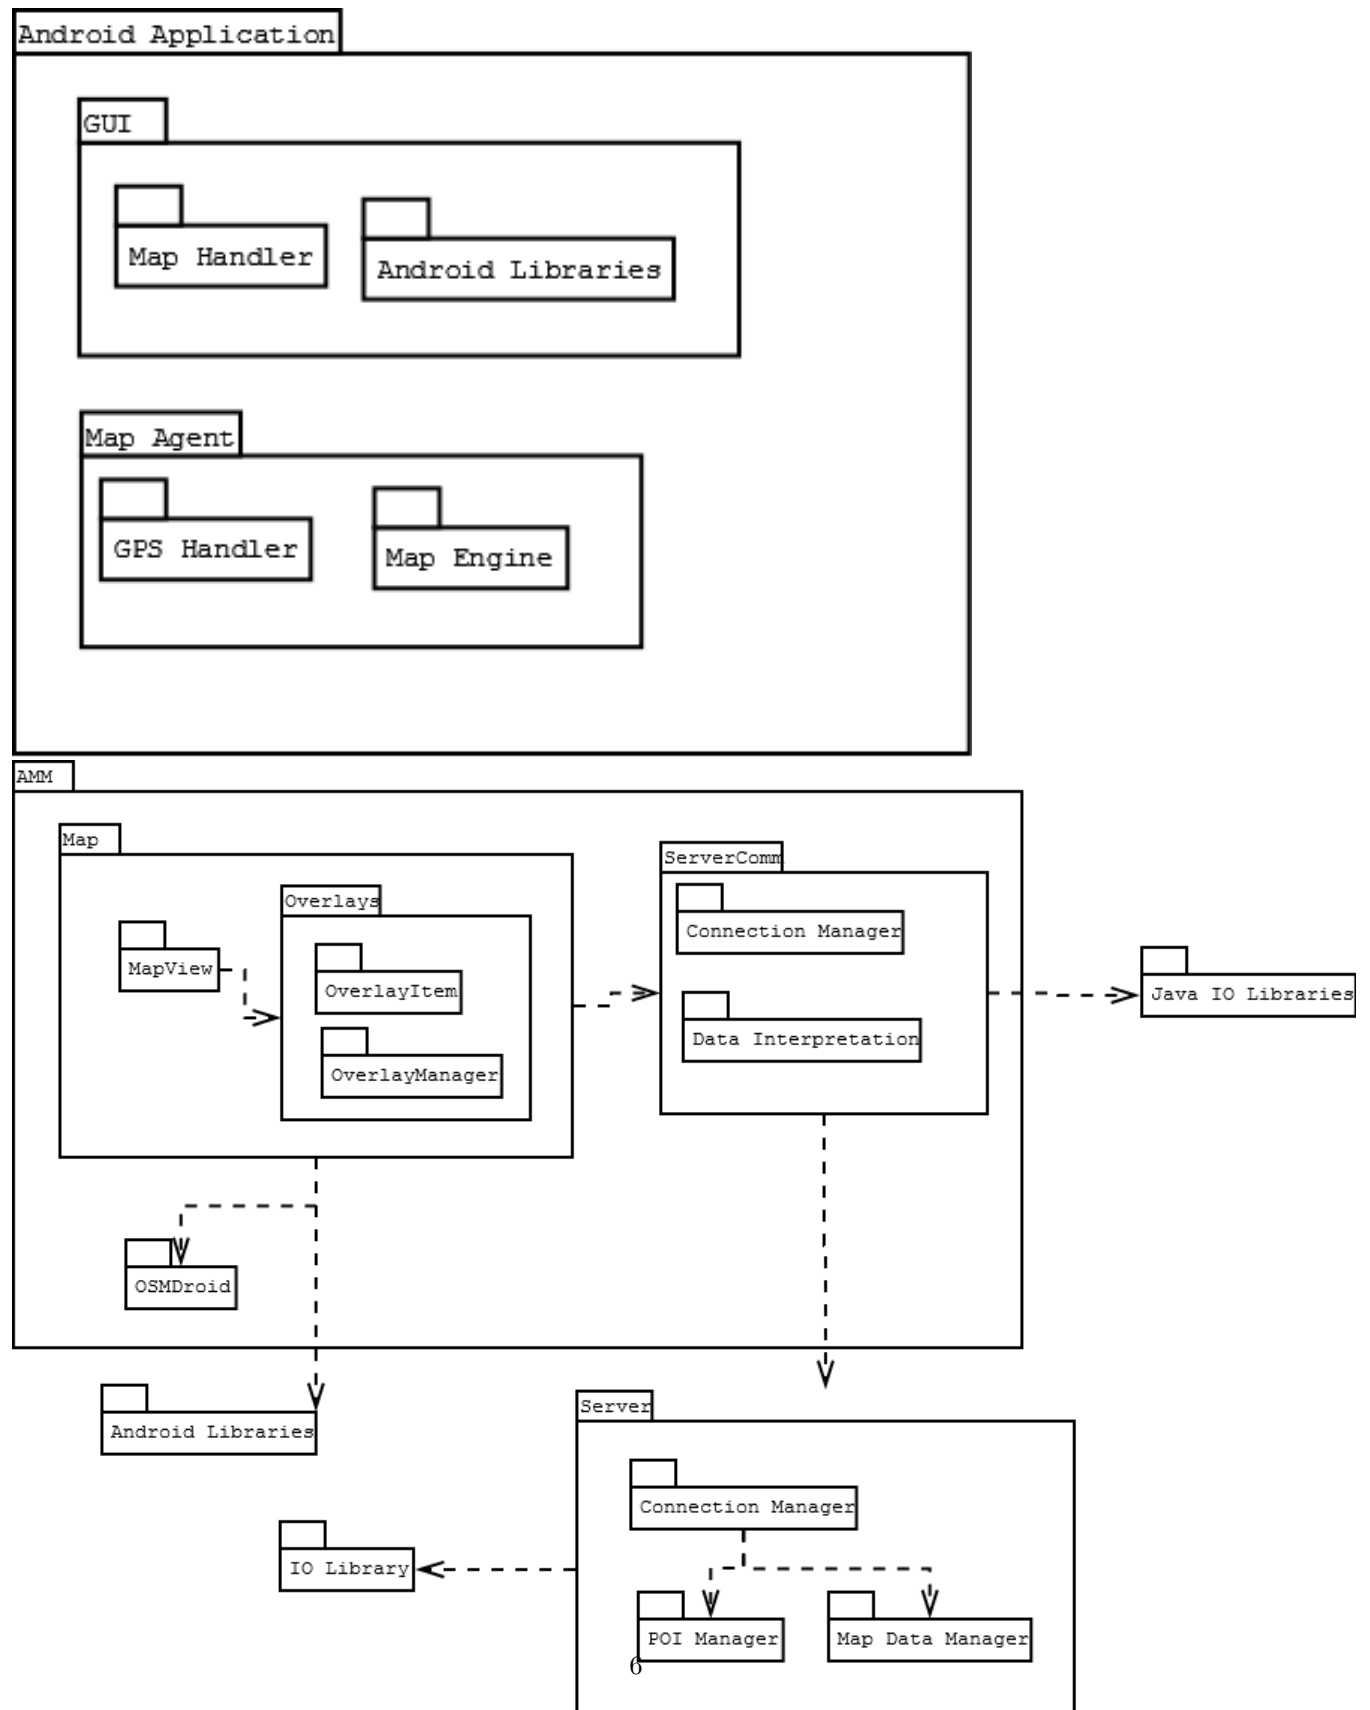 Android Application
GUI
Map Handler
Android Libraries
Map Agent
GPS Handler
Map Engine
AMM
Map
ServerComm
Overlays
Connection Manager
MapView
OverlayItem
Java IO Libraries
Data Interpretation
OverlayManager
OSMDroid
Server
Android Libraries
Connection Manager
IO Library
POI Manager
Map Data Manager
6